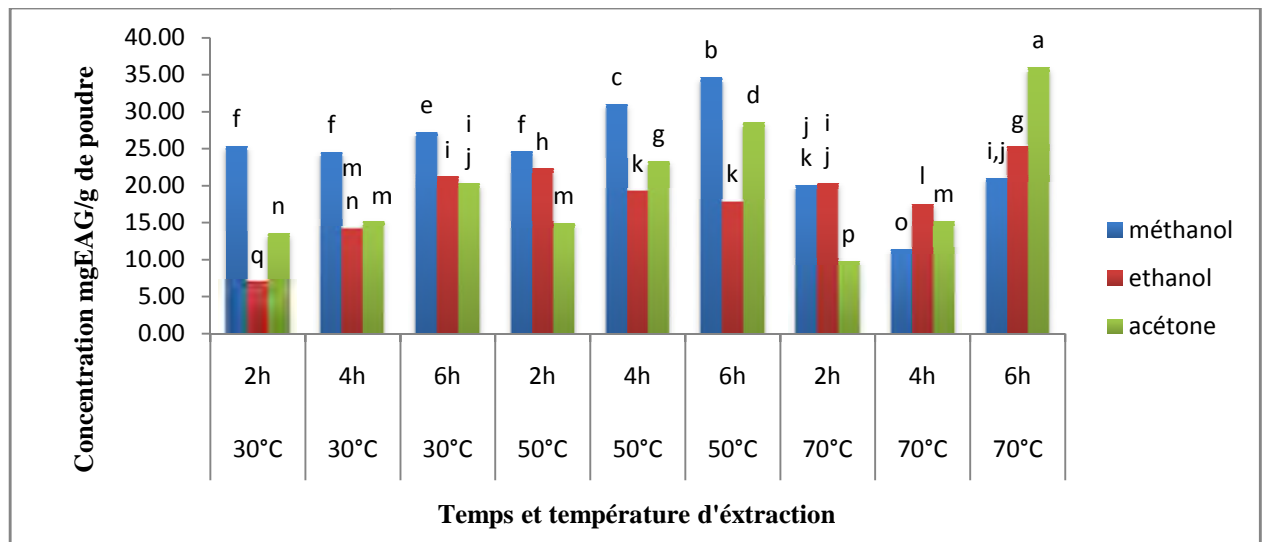 Concentration mgEAG/g de poudre
40.00
35.00
30.00
25.00
20.00
15.00
10.00
5.00
0.00
f q n
f m n m
e i i j
f h m
c k g
b k d
j k i j p
o l m
i,j g a
2h 4h 6h 2h 4h 6h 2h 4h 6h
30°C 30°C 30°C 50°C 50°C 50°C 70°C 70°C 70°C
Temps et température d'éxtraction
méthanol
ethanol
acétone